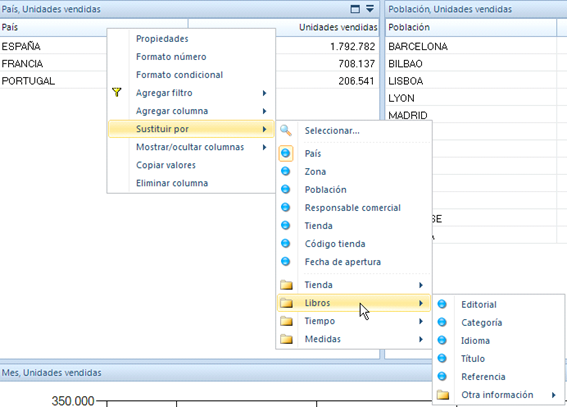 País, Unidades vendidas
País
Unidades vendidas
ESPAÑA
1.792.782
FRANCIA
708.137
PORTUGAL
206.541
Población, Unidades vendidas
Población
BARCELONA
BILBAO
LISBOA
LYON
MADRID
Propiedades
Formato número
Formato condicional
Agregar filtro
Agregar columna
Sustituir por
Mostrar/ocultar columnas
Copiar valores
Eliminar columna
Seleccionar...
País
Zona
Población
Responsable comercial
Tienda
Código tienda
Fecha de apertura
Tienda
Libros
Tiempo
Medidas
Editorial
Categoría
Idioma
Título
Referencia
Otra información
Mes, Unidades vendidas
350.000